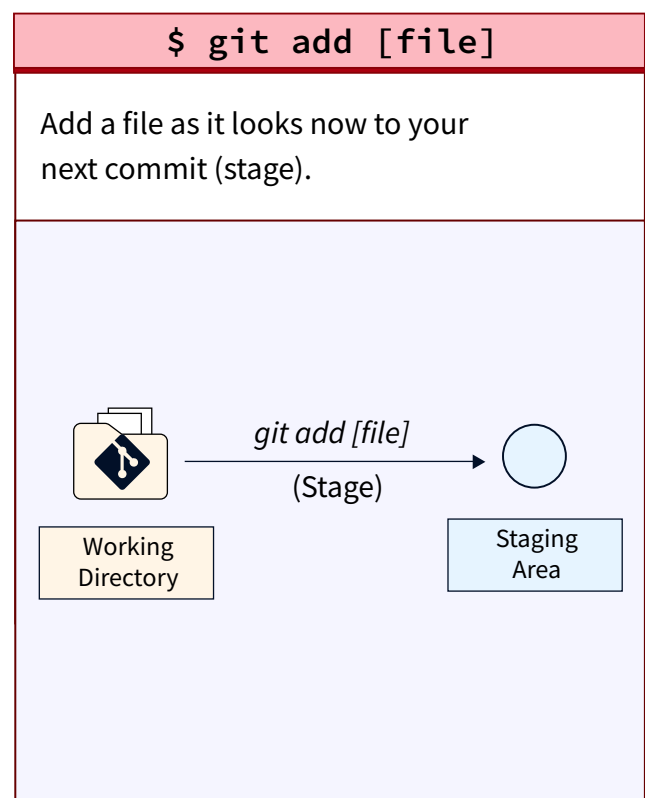 $ git add [file]
Add a file as it looks now to your
next commit (stage).
git add [file]
(Stage)
Working
Directory
Staging
Area